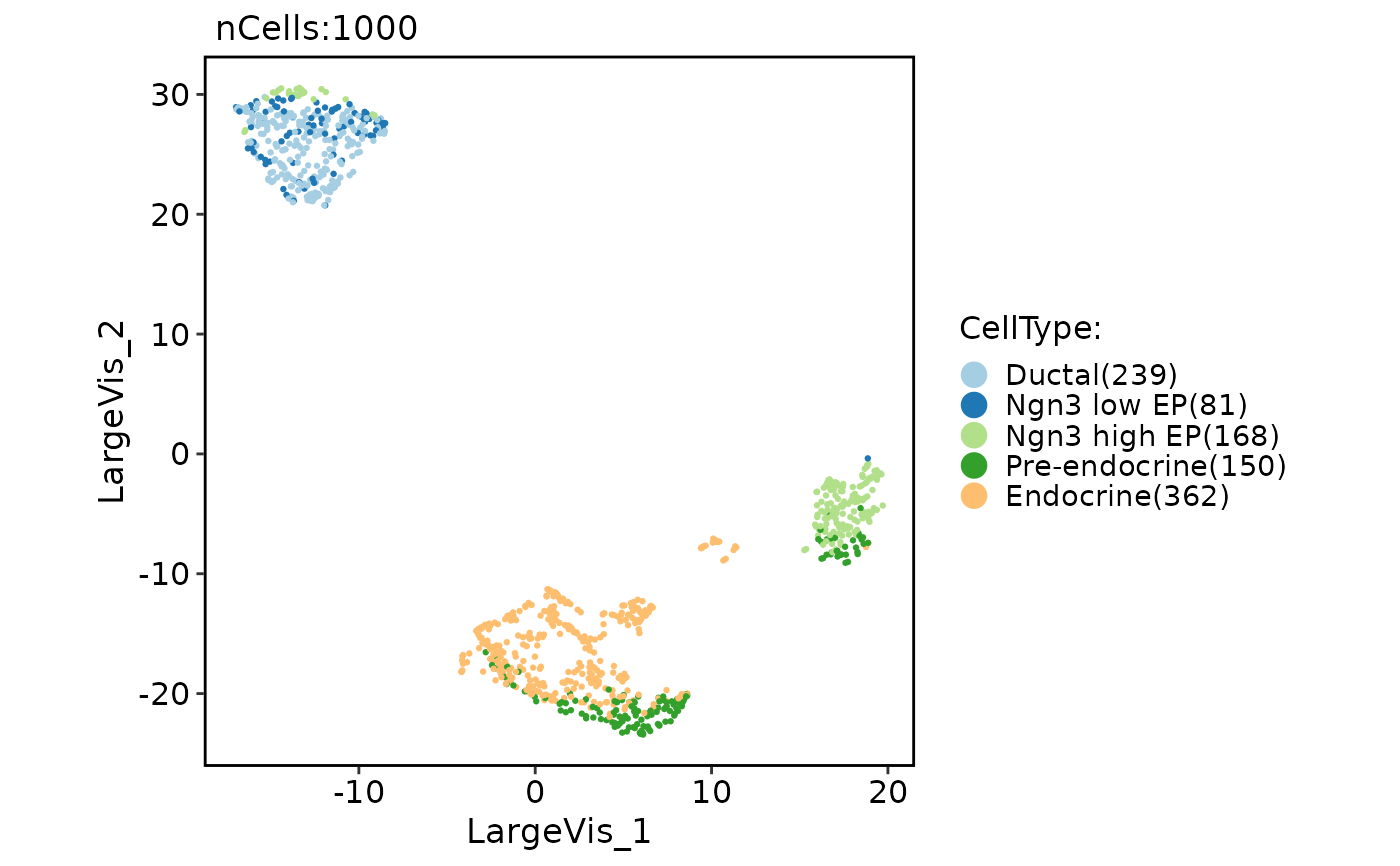 nCells:1000
30
20
10
0
-10
-20
LargeVis_2
-10
0
10
20
LargeVis_1
CellType:
Ductal(239)
Ngn3 low EP(81)
Ngn3 high EP(168)
Pre-endocrine(150)
Endocrine(362)